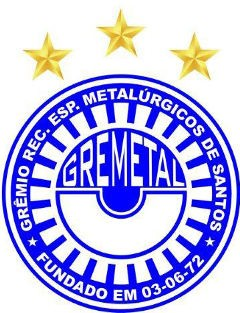 GRÊMIO REC. ESP. METALÚRGICOS DE SANTOS
GREMETAL
FUNDADO EM 03-06-72